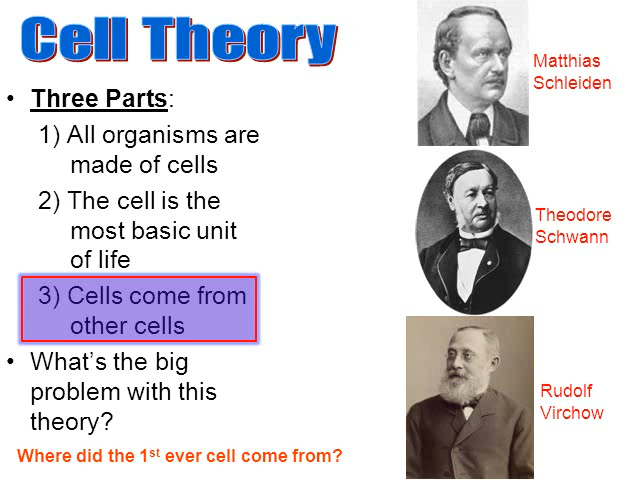 Cell Theory
• Three Parts:
1) All organisms are
made of cells
2) The cell is the
most basic unit
of life
3) Cells come from
other cells
• What's the big
problem with this
theory?
Where did the 1st ever cell come from?
Matthias
Schleiden
Theodore
Schwann
Rudolf
Virchow